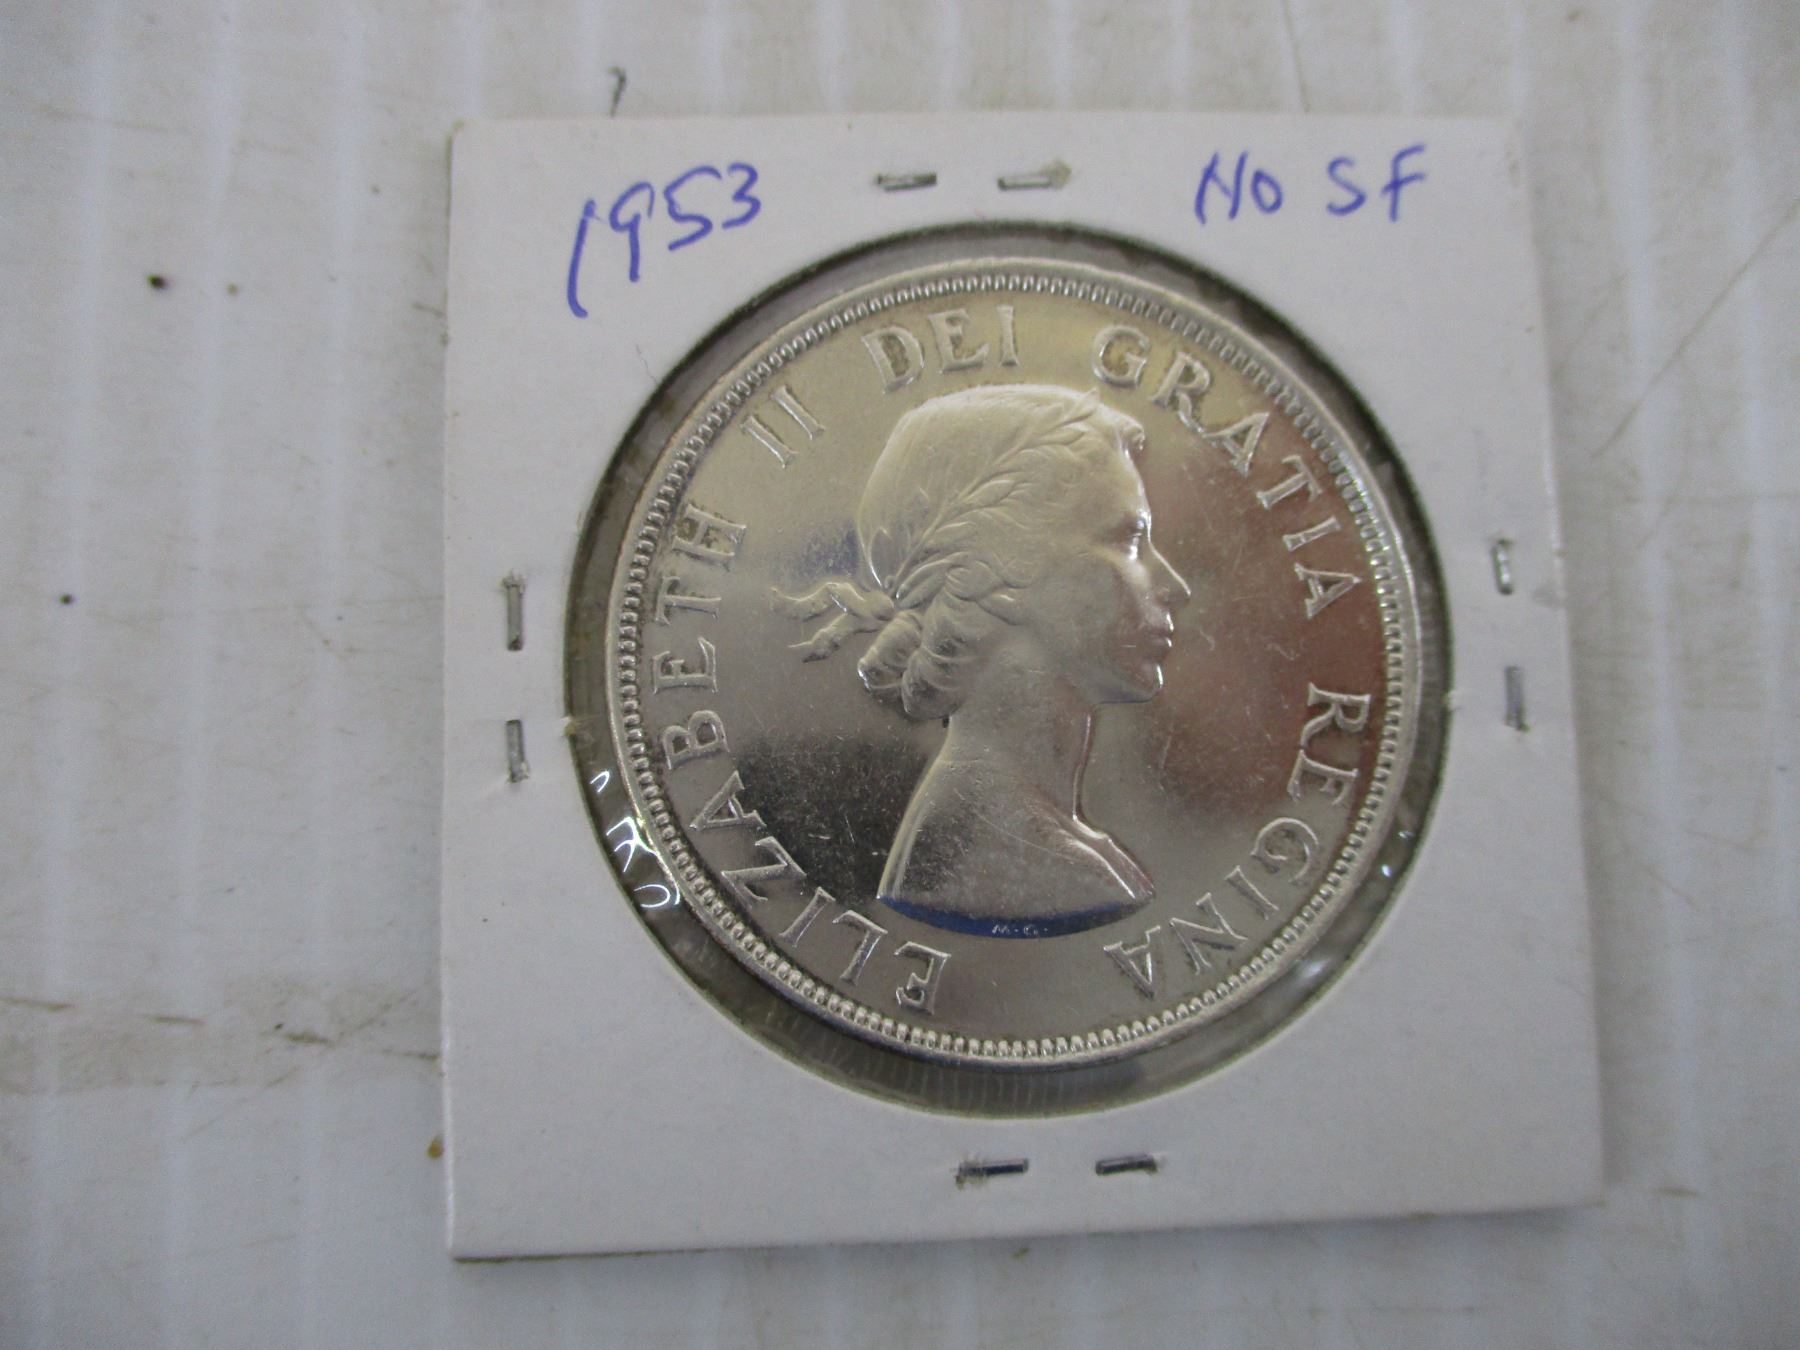 1953 NO SF
ELIZABETH II DEI GRATIA REGINA
M.G.